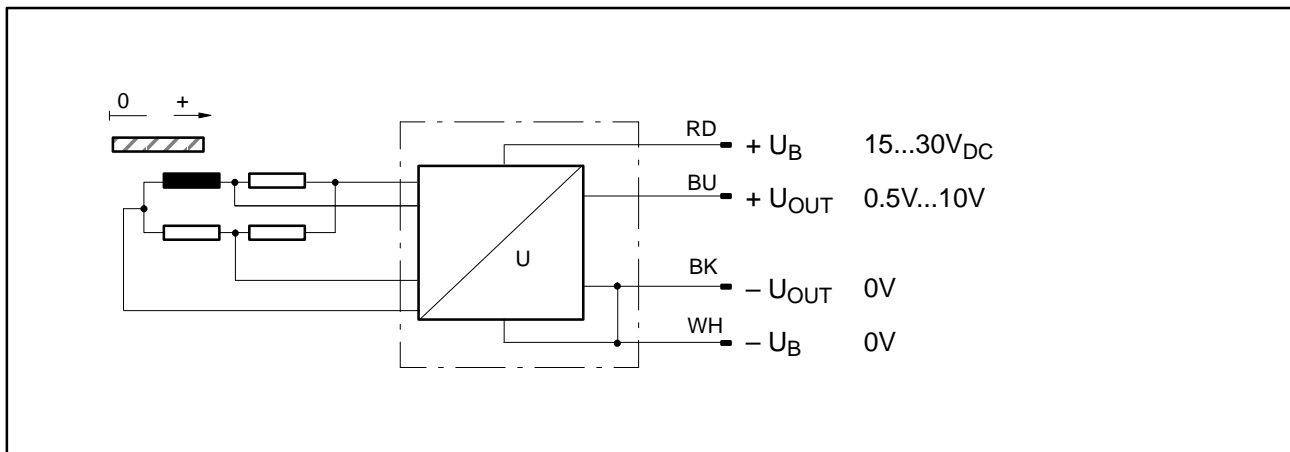 0 +
RD + U_B 15...30V_DC
BU + U_OUT 0.5V...10V
U
BK – U_OUT 0V
WH – U_B 0V